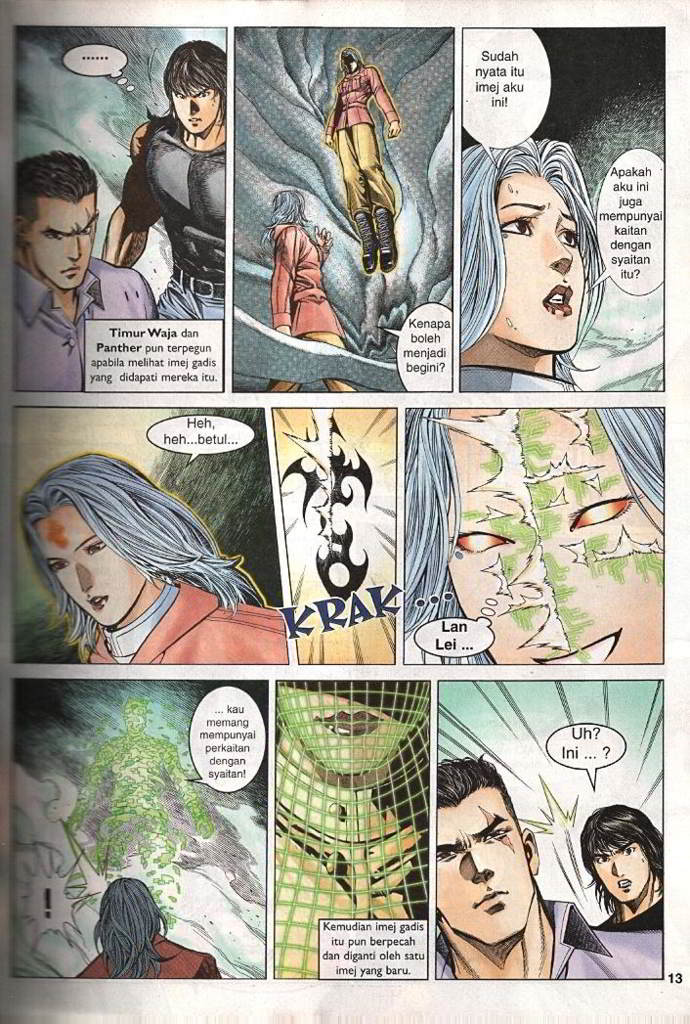 ......
Timur Waja dan
Panther pun terpegun
apabila melihat imej gadis
yang didapati mereka itu.
Kenapa
boleh
menjadi
begini?
Sudah
nyata itu
imej aku
ini!
Apakah
aku ini
juga
mempunyai
kaitan
dengan
syaitan
itu?
Heh,
heh...betul...
KRAK ...
Lan
Lei ...
... kau
memang
mempunyai
perkaitan
dengan
syaitan!
!
Kemudian imej gadis
itu pun berpecah
dan diganti oleh satu
imej yang baru.
Uh?
Ini ... ?
13